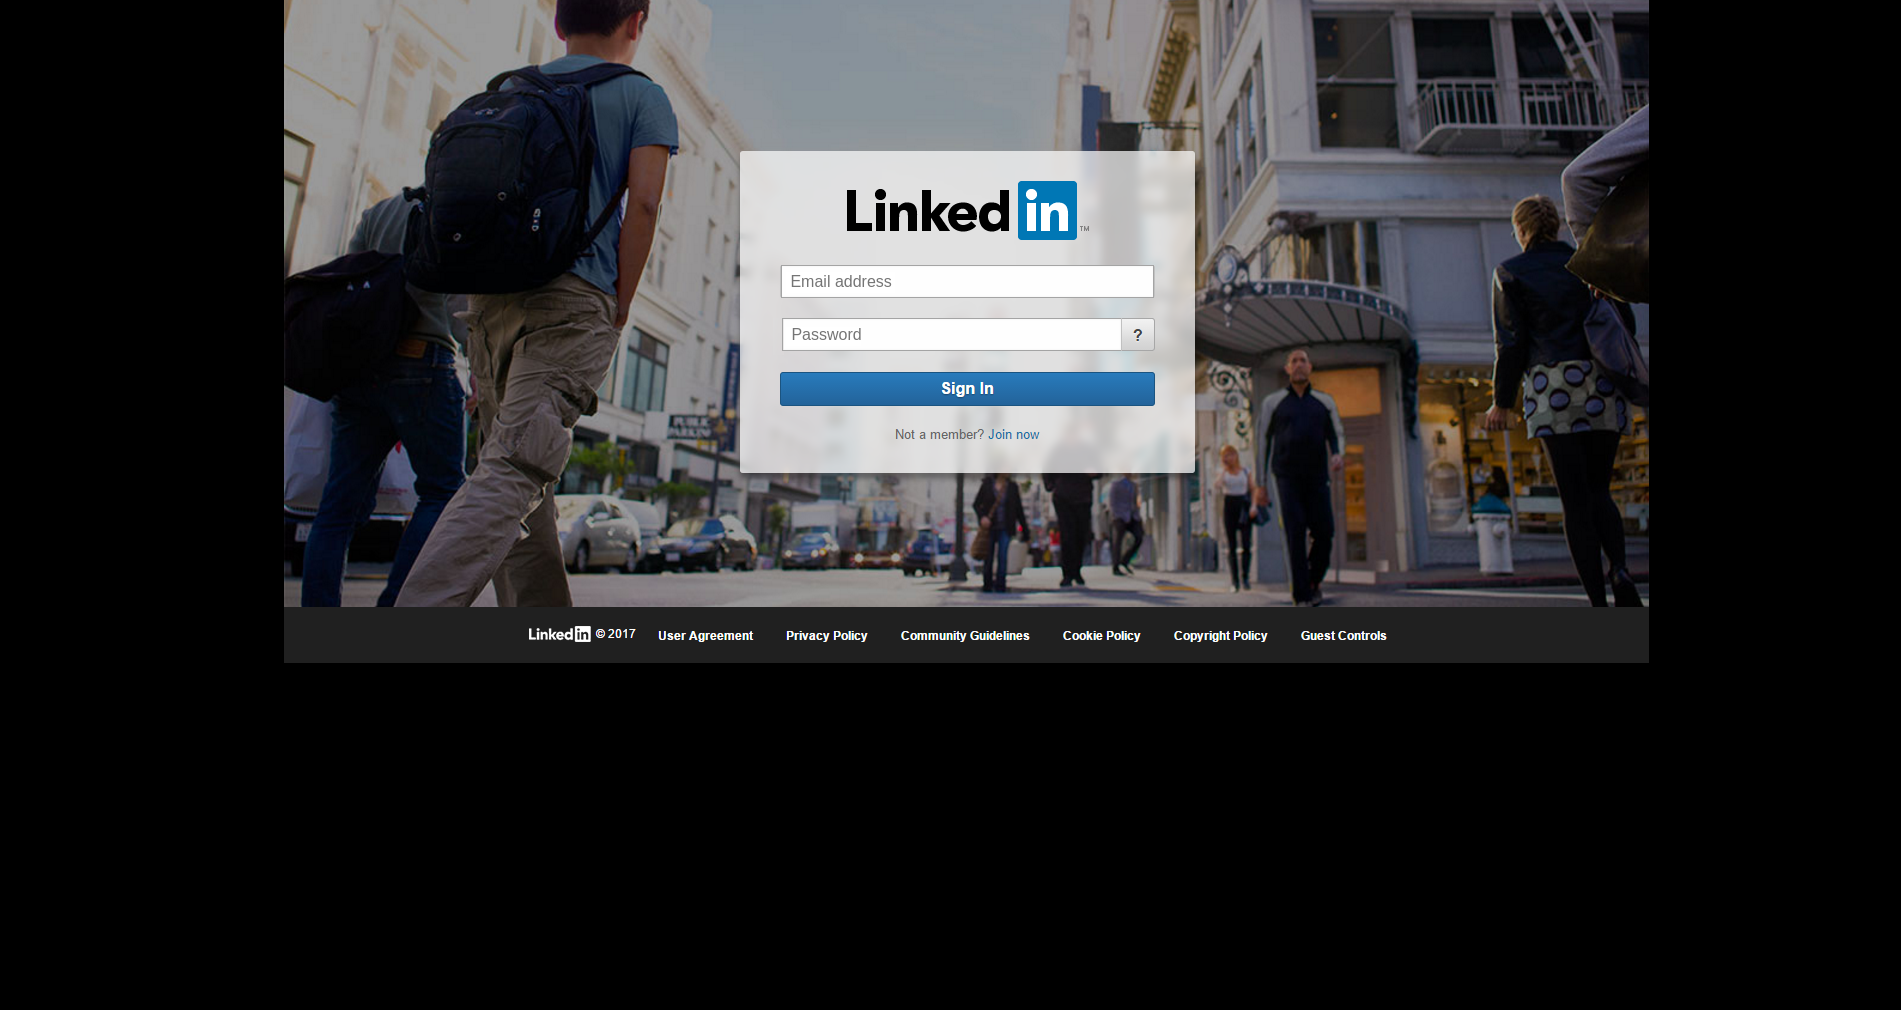 Linked in ™
Email address
Password
?
Sign In
Not a member? Join now
PUBLIC
PARKING
Linked in © 2017 User Agreement Privacy Policy Community Guidelines Cookie Policy Copyright Policy Guest Controls